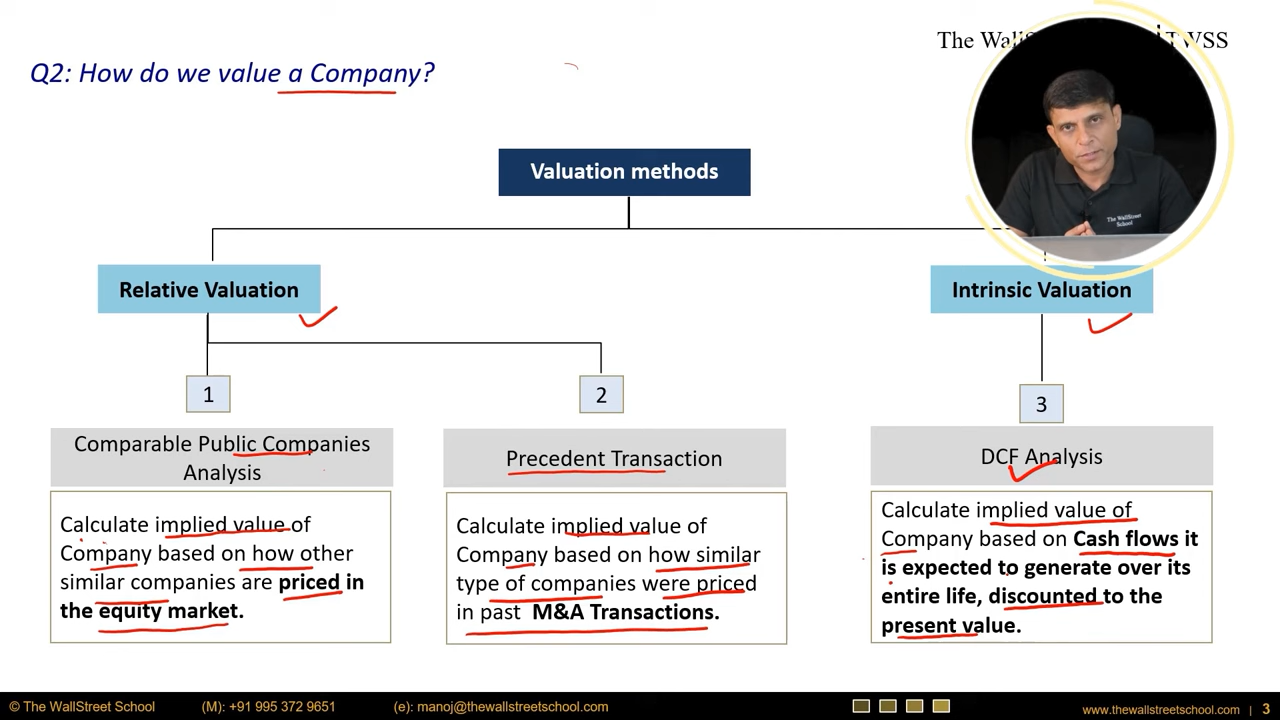 The Wall TWSS
Q2: How do we value a Company?
Valuation methods
The WallStreet
School
Relative Valuation
Intrinsic Valuation
1
2
3
Comparable Public Companies
Analysis
Calculate implied value of
Company based on how other
similar companies are priced in
the equity market.
Precedent Transaction
Calculate implied value of
Company based on how similar
type of companies were priced
in past M&A Transactions.
DCF Analysis
Calculate implied value of
Company based on Cash flows it
is expected to generate over its
entire life, discounted to the
present value.
© The WallStreet School (M): +91 995 372 9651 (e): manoj@thewallstreetschool.com www.thewallstreetschool.com | 3